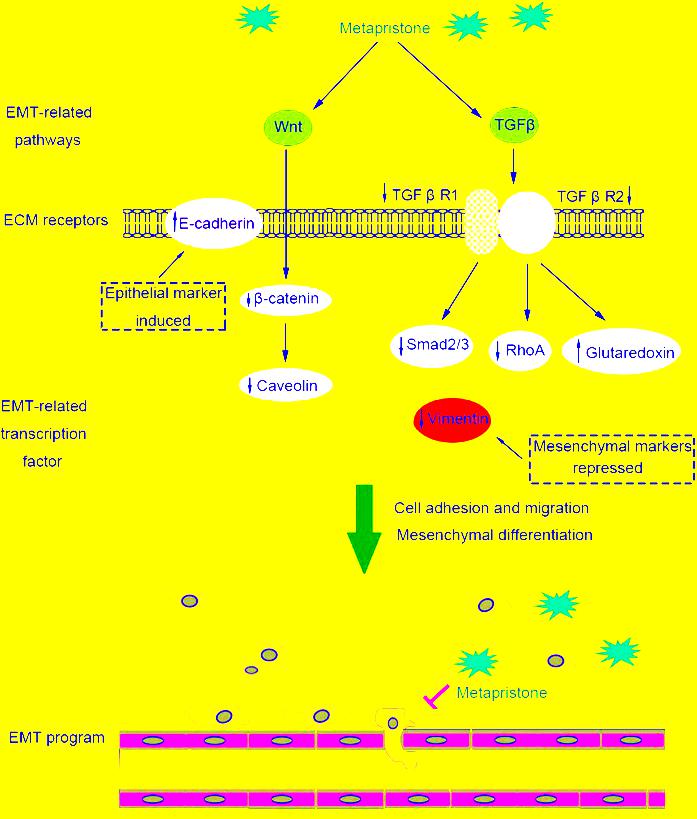 Metapristone
EMT-related
pathways
Wnt
TGFβ
↓ TGF β R1
TGF β R2↓
ECM receptors
↑E-cadherin
Epithelial marker
induced
↓β-catenin
↓Smad2/3
↓RhoA
↑Glutaredoxin
↓Caveolin
EMT-related
transcription
factor
↓Vimentin
Mesenchymal markers
repressed
Cell adhesion and migration
Mesenchymal differentiation
Metapristone
EMT program